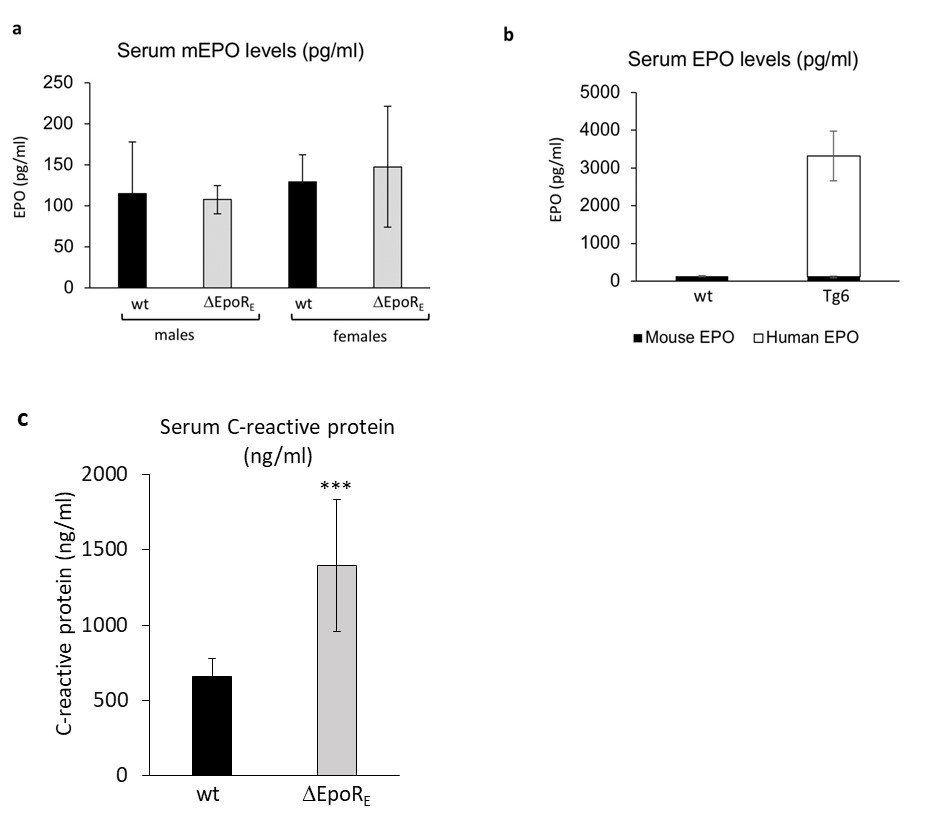 a
Serum mEPO levels (pg/ml)
EPO (pg/ml)
250
200
150
100
50
0
wt
ΔEpoR_E
wt
ΔEpoR_E
males
females
b
Serum EPO levels (pg/ml)
EPO (pg/ml)
5000
4000
3000
2000
1000
0
wt
Tg6
Mouse EPO
Human EPO
c
Serum C-reactive protein
(ng/ml)
C-reactive protein (ng/ml)
2000
1500
1000
500
0
***
wt
ΔEpoR_E